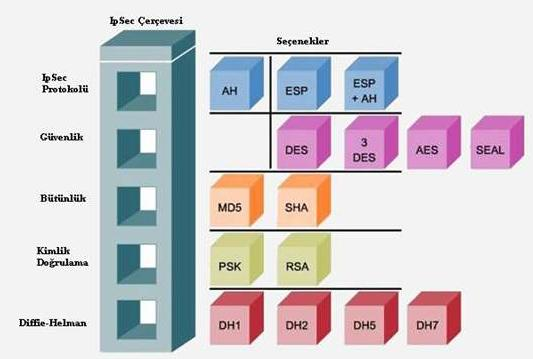 IpSec Çerçevesi
Seçenekler
IpSec
Protokolü
AH
ESP
ESP
+ AH
Güvenlik
DES
3
DES
AES
SEAL
Bütünlük
MD5
SHA
Kimlik
Doğrulama
PSK
RSA
Diffie-Helman
DH1
DH2
DH5
DH7